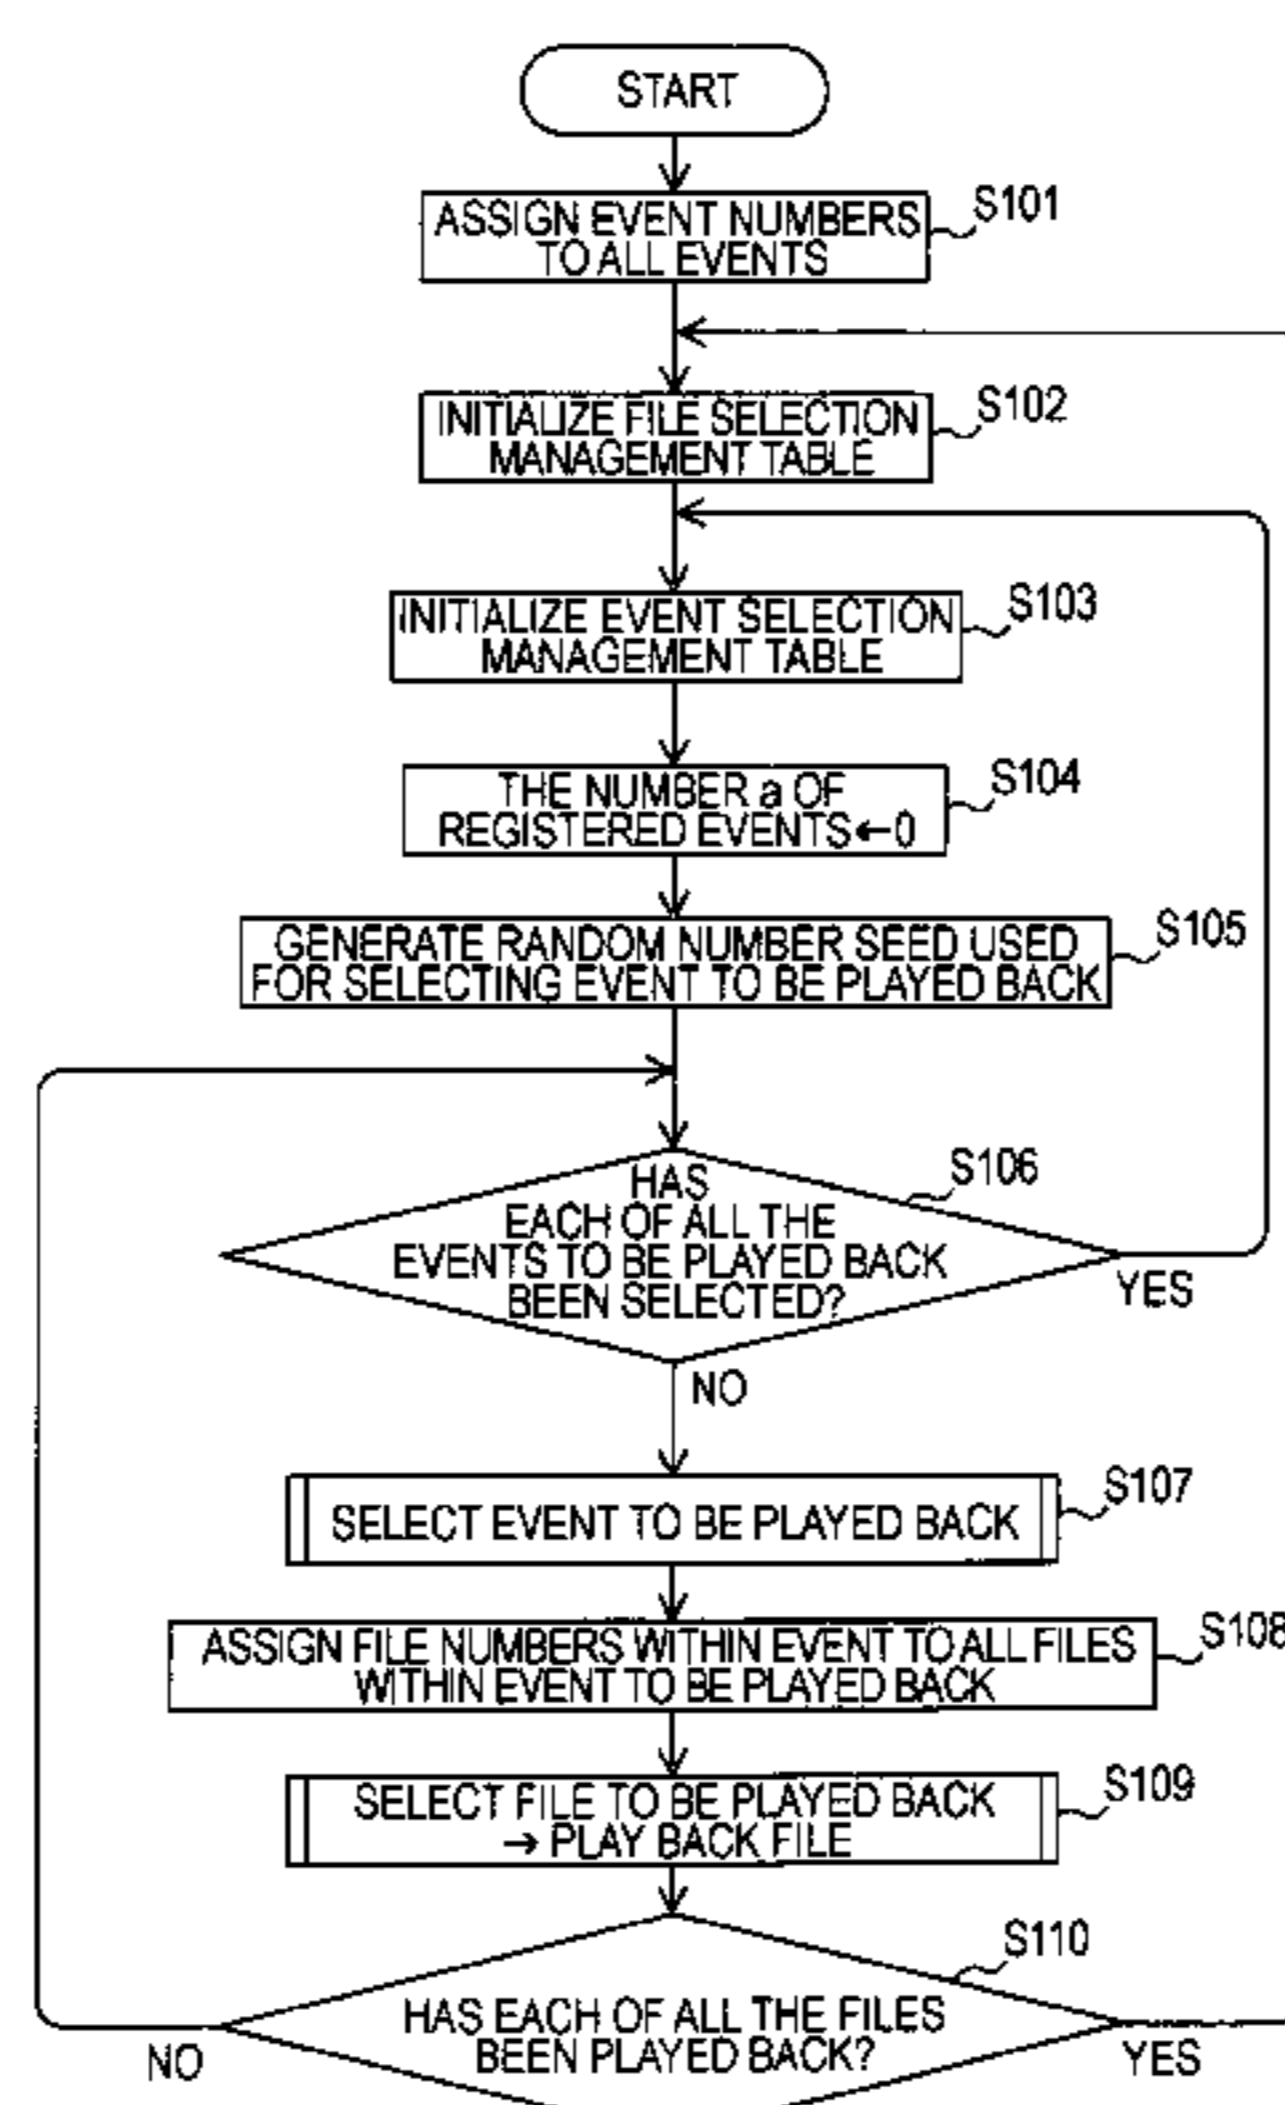 START
ASSIGN EVENT NUMBERS
TO ALL EVENTS
S101
INITIALIZE FILE SELECTION
MANAGEMENT TABLE
S102
INITIALIZE EVENT SELECTION
MANAGEMENT TABLE
S103
THE NUMBER a OF
REGISTERED EVENTS←0
S104
GENERATE RANDOM NUMBER SEED USED
FOR SELECTING EVENT TO BE PLAYED BACK
S105
HAS
EACH OF ALL THE
EVENTS TO BE PLAYED BACK
BEEN SELECTED?
S106
YES
NO
SELECT EVENT TO BE PLAYED BACK
S107
ASSIGN FILE NUMBERS WITHIN EVENT TO ALL FILES
WITHIN EVENT TO BE PLAYED BACK
S108
SELECT FILE TO BE PLAYED BACK
→ PLAY BACK FILE
S109
HAS EACH OF ALL THE FILES
BEEN PLAYED BACK?
S110
NO
YES